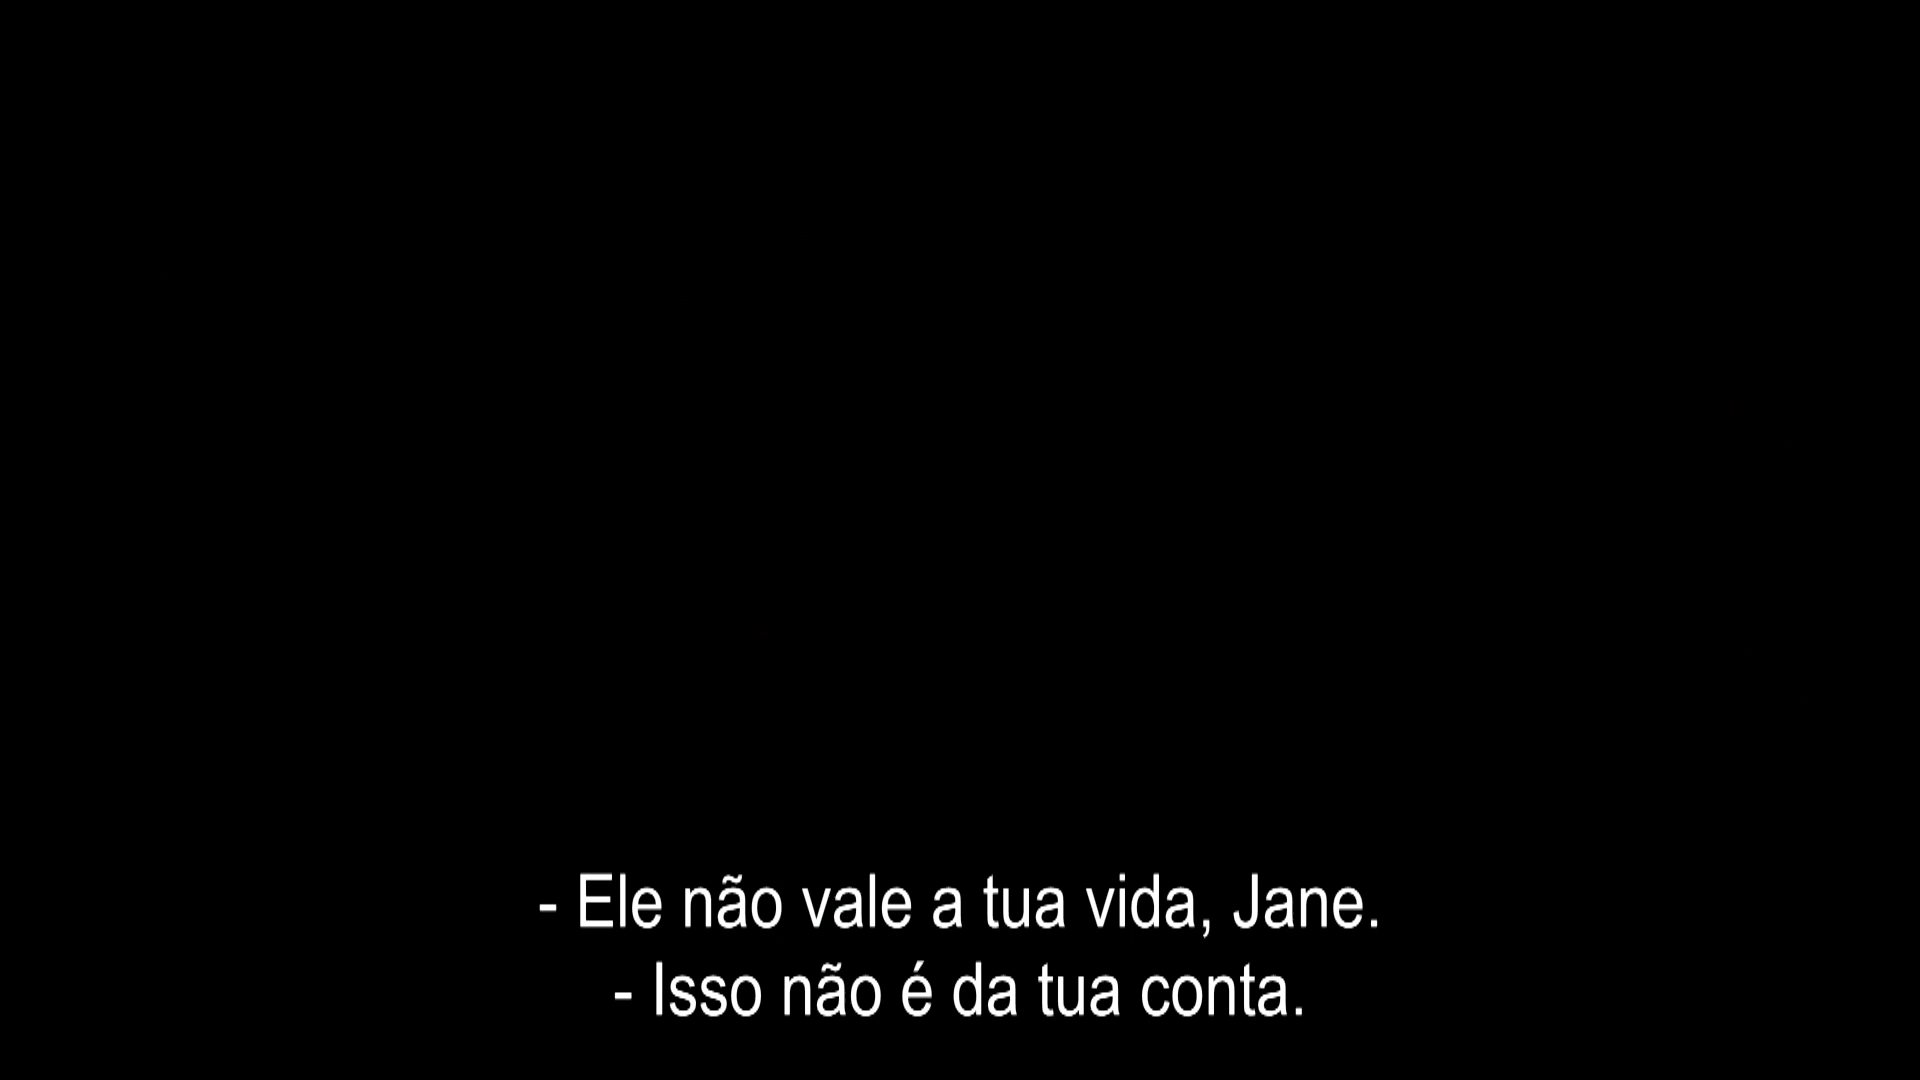 - Ele não vale a tua vida, Jane.
- Isso não é da tua conta.